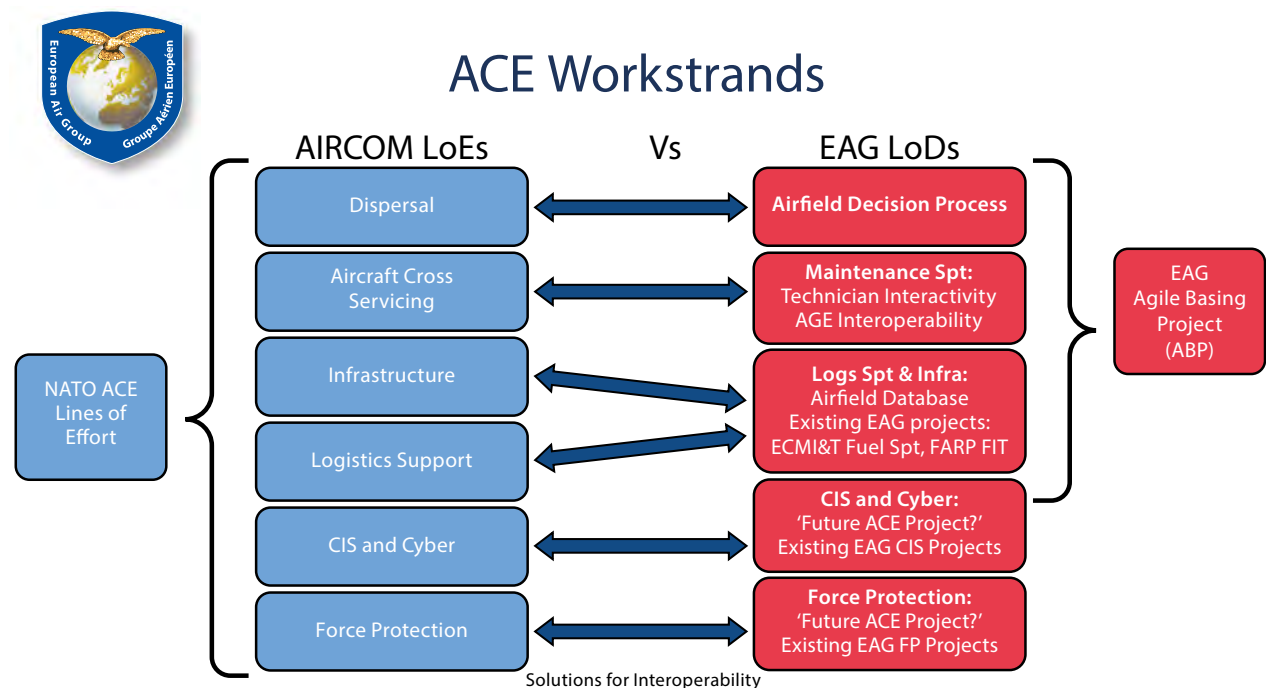 European Air Group
Groupe Aérien Européen
ACE Workstrands
AIRCOM LoEs
Vs
EAG LoDs
NATO ACE
Lines of
Effort
Dispersal
Aircraft Cross
Servicing
Infrastructure
Logistics Support
CIS and Cyber
Force Protection
Airfield Decision Process
Maintenance Spt:
Technician Interactivity
AGE Interoperability
Logs Spt & Infra:
Airfield Database
Existing EAG projects:
ECMI&T Fuel Spt, FARP FIT
CIS and Cyber:
'Future ACE Project?'
Existing EAG CIS Projects
Force Protection:
'Future ACE Project?'
Existing EAG FP Projects
EAG
Agile Basing
Project
(ABP)
Solutions for Interoperability